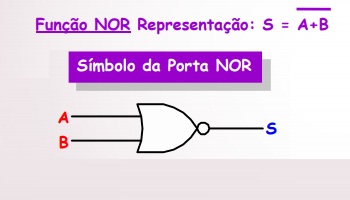 Função NOR Representação: S = A+B
Símbolo da Porta NOR
A
B
S